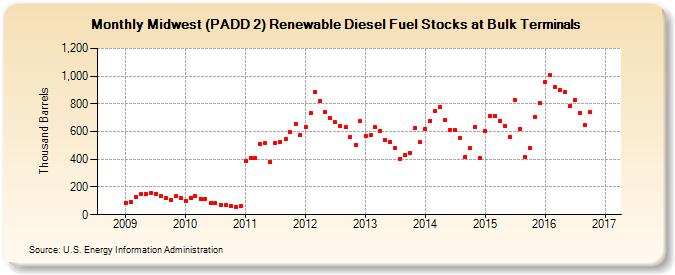 Monthly Midwest (PADD 2) Renewable Diesel Fuel Stocks at Bulk Terminals
Thousand Barrels
1,200
1,000
800
600
400
200
0
2009 2010 2011 2012 2013 2014 2015 2016 2017
Source: U.S. Energy Information Administration